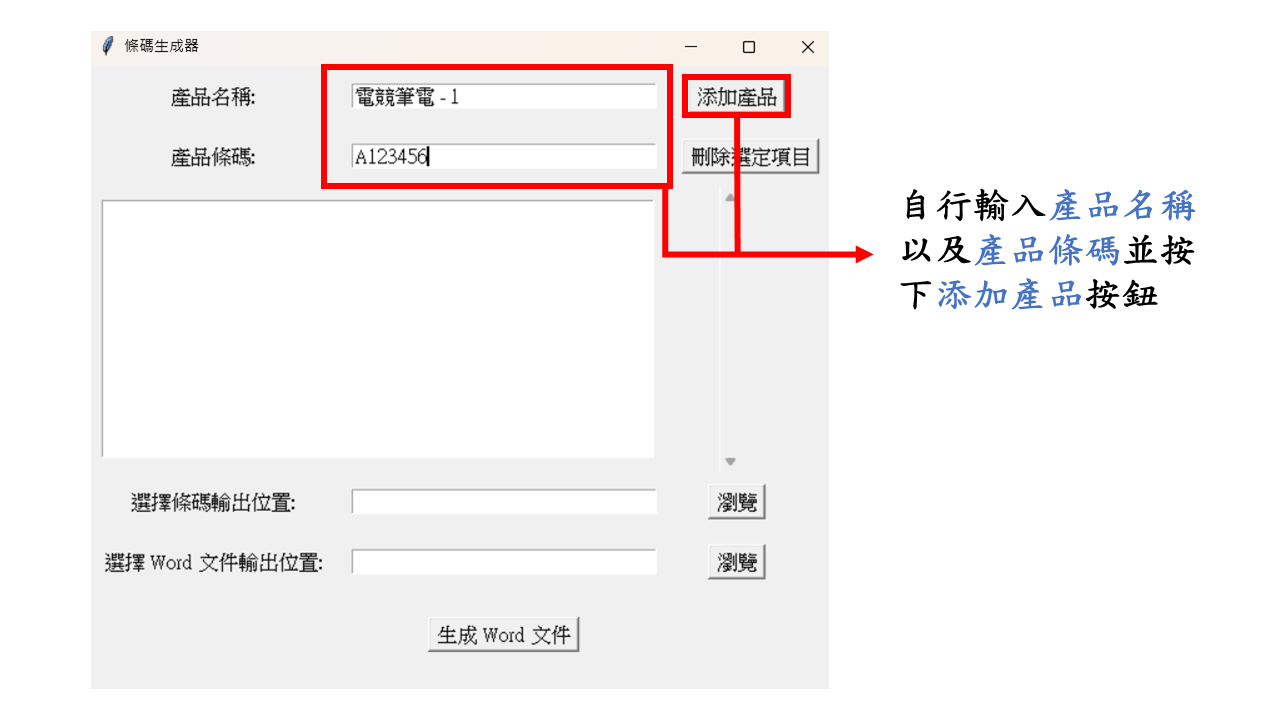 條碼生成器
產品名稱:
電競筆電 - 1
添加產品
產品條碼:
A123456
刪除選定項目
自行輸入產品名稱
以及產品條碼並按
下添加產品按鈕
選擇條碼輸出位置:
瀏覽
選擇 Word 文件輸出位置:
瀏覽
生成 Word 文件